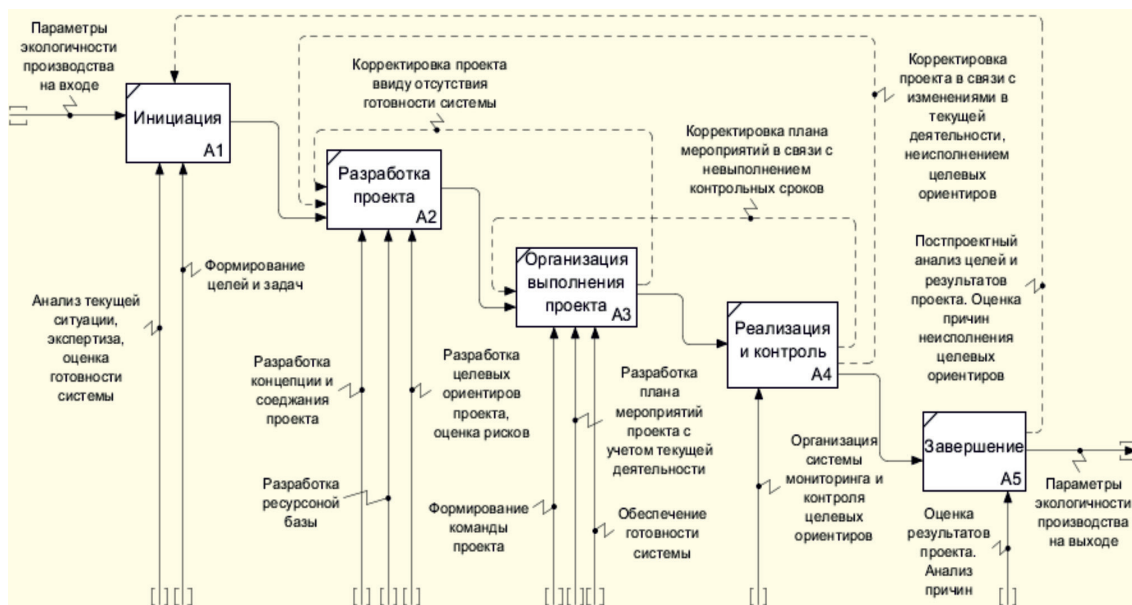 Параметры
экологичности
производства
на входе
Инициация
A1
Корректировка проекта
ввиду отсутствия
готовности системы
Корректировка
проекта в связи с
изменениями в
текущей
деятельности,
неисполнением
целевых
ориентиров
Корректировка плана
мероприятий в связи с
невыполнением
контрольных сроков
Разработка
проекта
A2
Формирование
целей и задач
Анализ текущей
ситуации,
экспертиза,
оценка
готовности
системы
Организация
выполнения
проекта
A3
Постпроектный
анализ целей и
результатов
проекта. Оценка
причин
неисполнения
целевых
ориентиров
Реализация
и контроль
A4
Разработка
концепции и
соеджания
проекта
Разработка
целевых
ориентиров
проекта,
оценка рисков
Разработка
плана
мероприятий
проекта с
учетом текущей
деятельности
Завершение
A5
Организация
системы
мониторинга и
контроля
целевых
ориентиров
Параметры
экологичности
производства
на выходе
Разработка
ресурсоной
базы
Формирование
команды
проекта
Обеспечение
готовности
системы
Оценка
результатов
проекта.
Анализ
причин